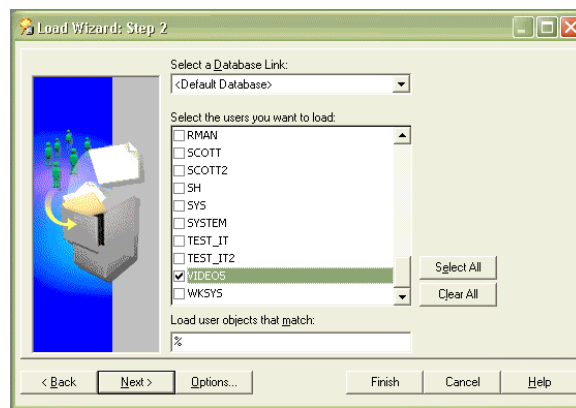 Load Wizard: Step 2
Select a Database Link:
<Default Database>
Select the users you want to load:
RMAN
SCOTT
SCOTT2
SH
SYS
SYSTEM
TEST_IT
TEST_IT2
VIDEO5
WKSYS
Select All
Clear All
Load user objects that match:
%
< Back
Next >
Options...
Finish
Cancel
Help